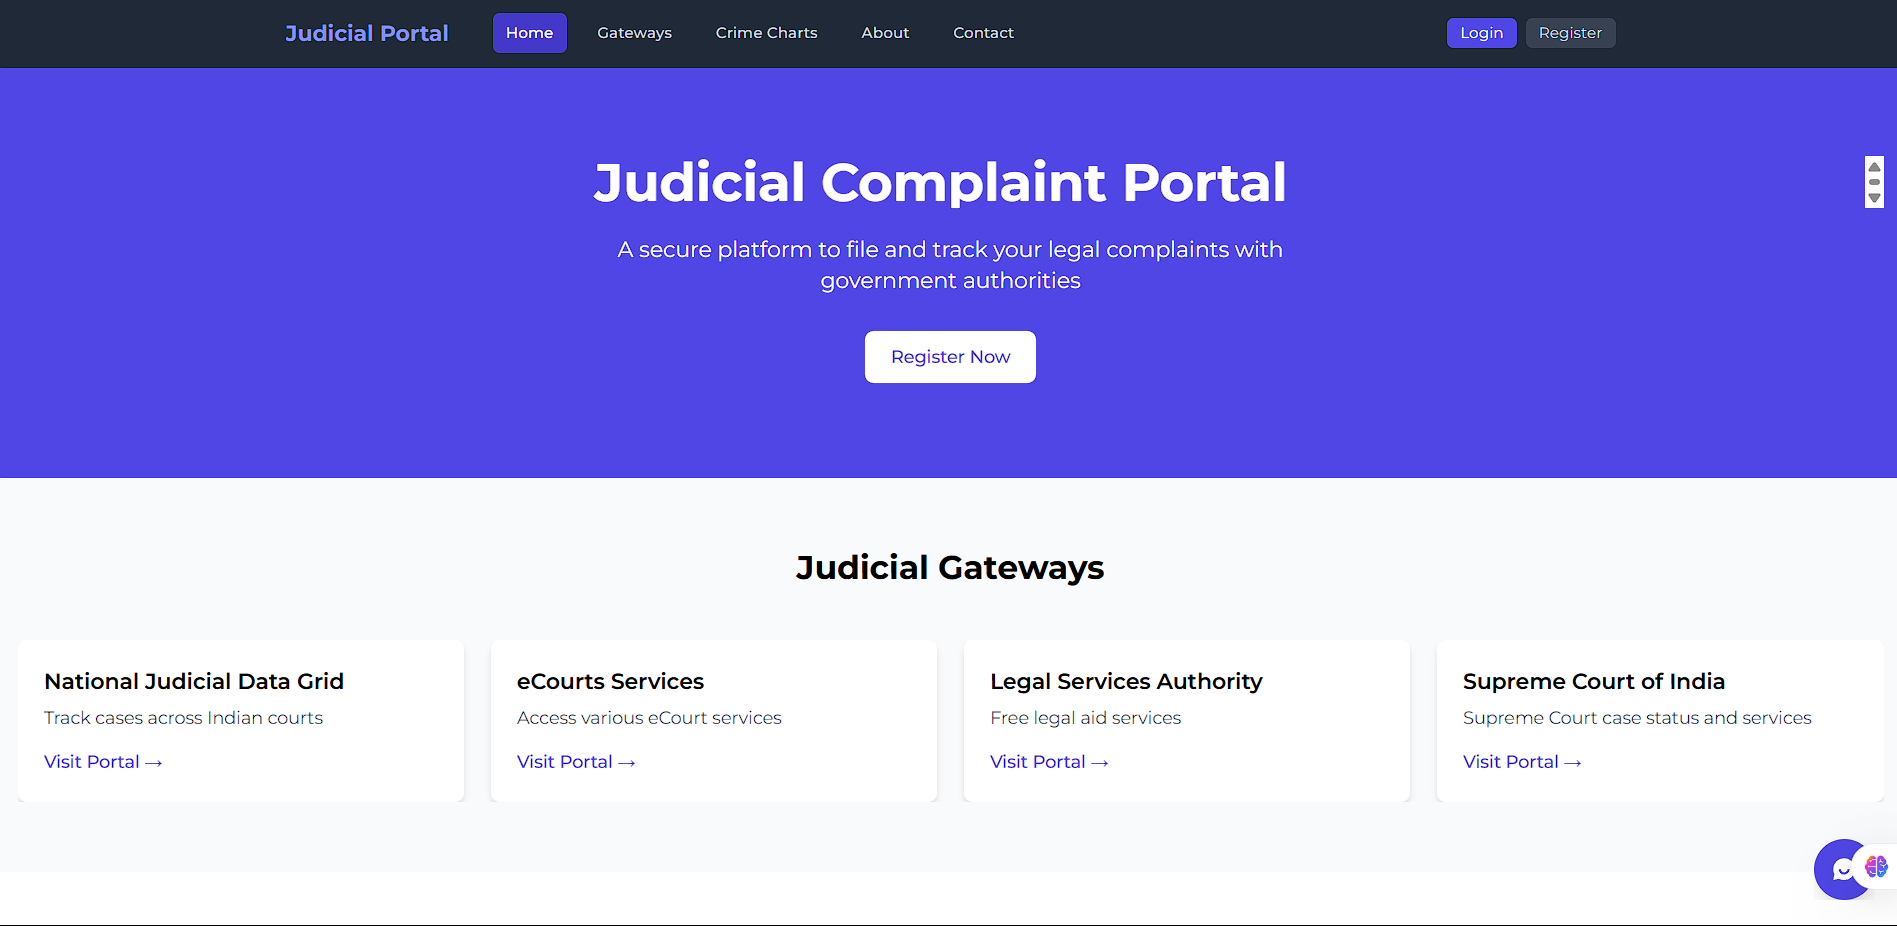 Judicial Portal
Home
Gateways
Crime Charts
About
Contact
Login
Register
Judicial Complaint Portal
A secure platform to file and track your legal complaints with
government authorities
Register Now
Judicial Gateways
National Judicial Data Grid
Track cases across Indian courts
Visit Portal →
eCourts Services
Access various eCourt services
Visit Portal →
Legal Services Authority
Free legal aid services
Visit Portal →
Supreme Court of India
Supreme Court case status and services
Visit Portal →